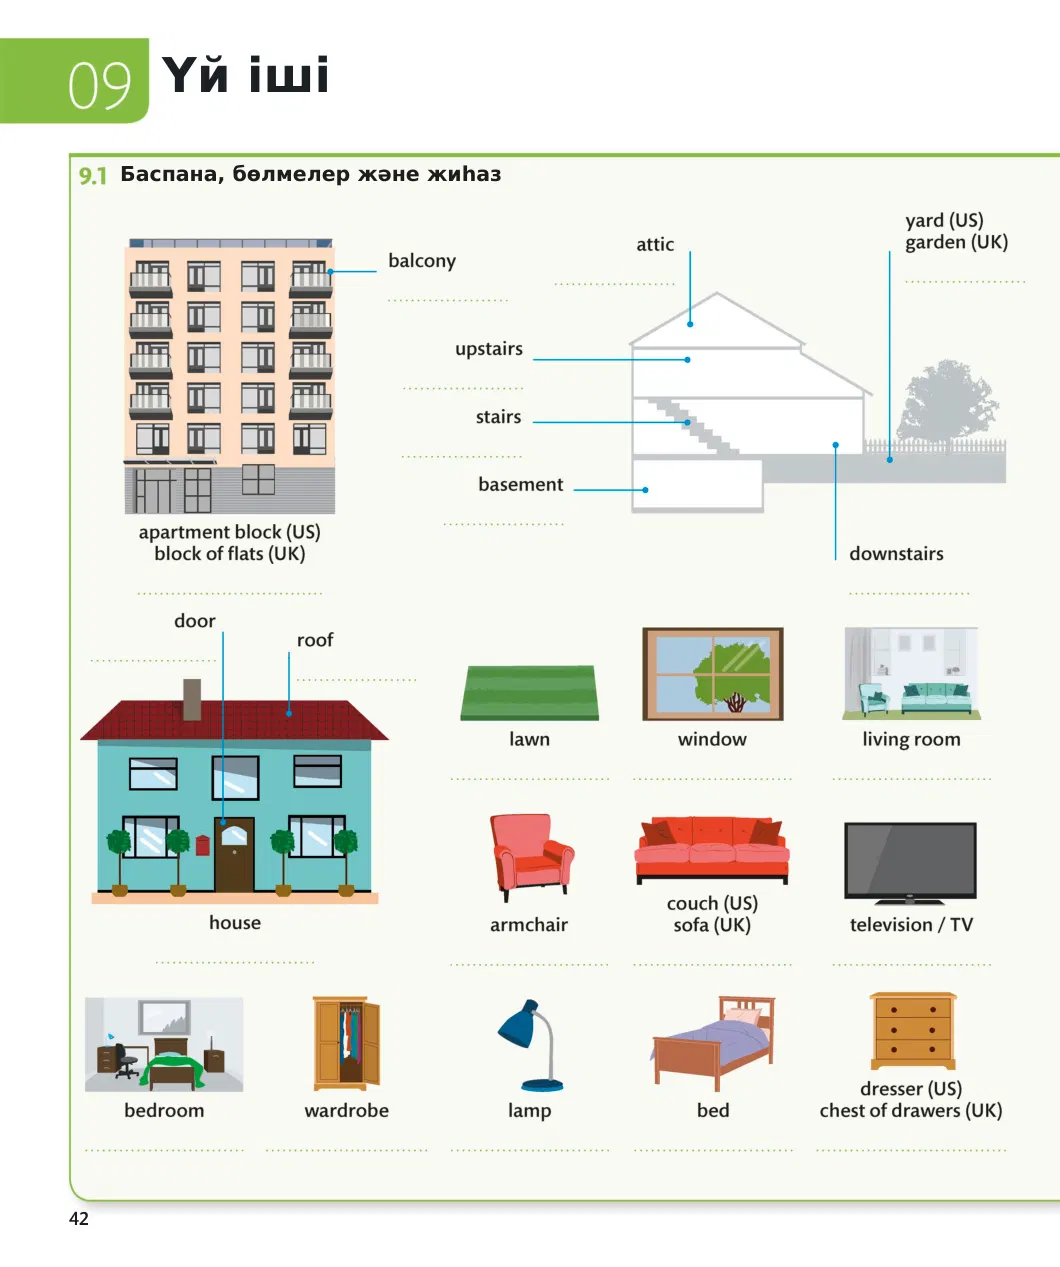 09 Үй іші
9.1 Баспана, бөлмелер және жиһаз
balcony
attic
yard (US)
garden (UK)
upstairs
stairs
basement
downstairs
apartment block (US)
block of flats (UK)
door
roof
house
lawn
window
living room
armchair
couch (US)
sofa (UK)
television / TV
bedroom
wardrobe
lamp
bed
dresser (US)
chest of drawers (UK)
42